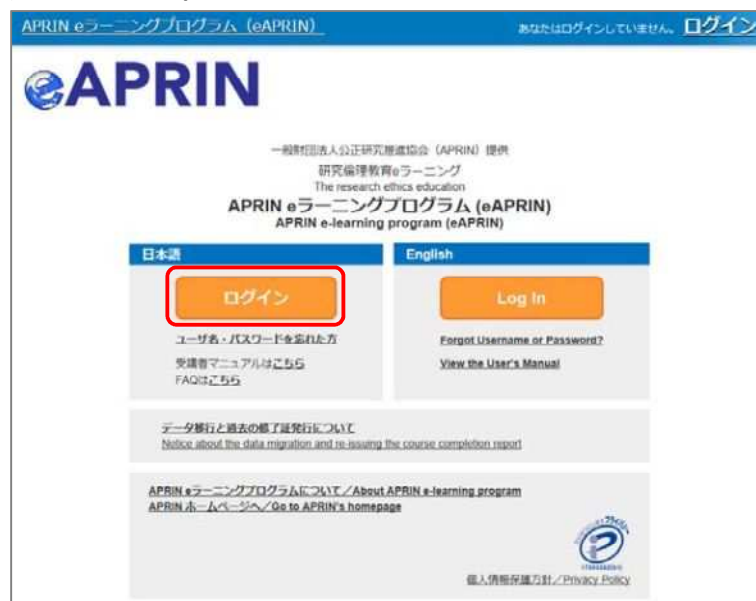 APRIN eラーニングプログラム（eAPRIN）
あなたはログインしていません。 ログイン
eAPRIN
一般財団法人公正研究推進協会（APRIN）提供
研究倫理教育eラーニング
The research ethics education
APRIN eラーニングプログラム (eAPRIN)
APRIN e-learning program (eAPRIN)
日本語
ログイン
ユーザ名・パスワードを忘れた方
受講者マニュアルはこちら
FAQはこちら
English
Log In
Forgot Username or Password?
View the User's Manual
データ移行と過去の修了証発行について
Notice about the data migration and re-issuing the course completion report
APRIN eラーニングプログラムについて／About APRIN e-learning program
APRIN ホームページへ／Go to APRIN's homepage
個人情報保護方針／Privacy Policy